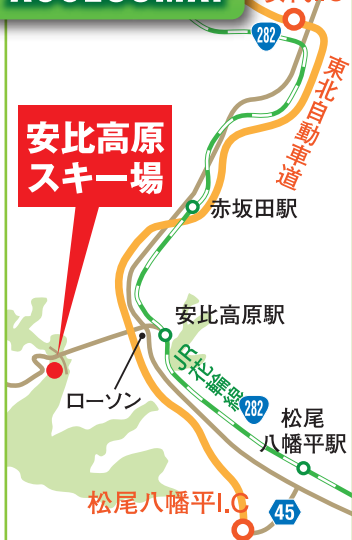 282
東北自動車道
安比高原
スキー場
赤坂田駅
安比高原駅
JR花輪線
ローソン
282
松尾
八幡平駅
松尾八幡平I.C
45